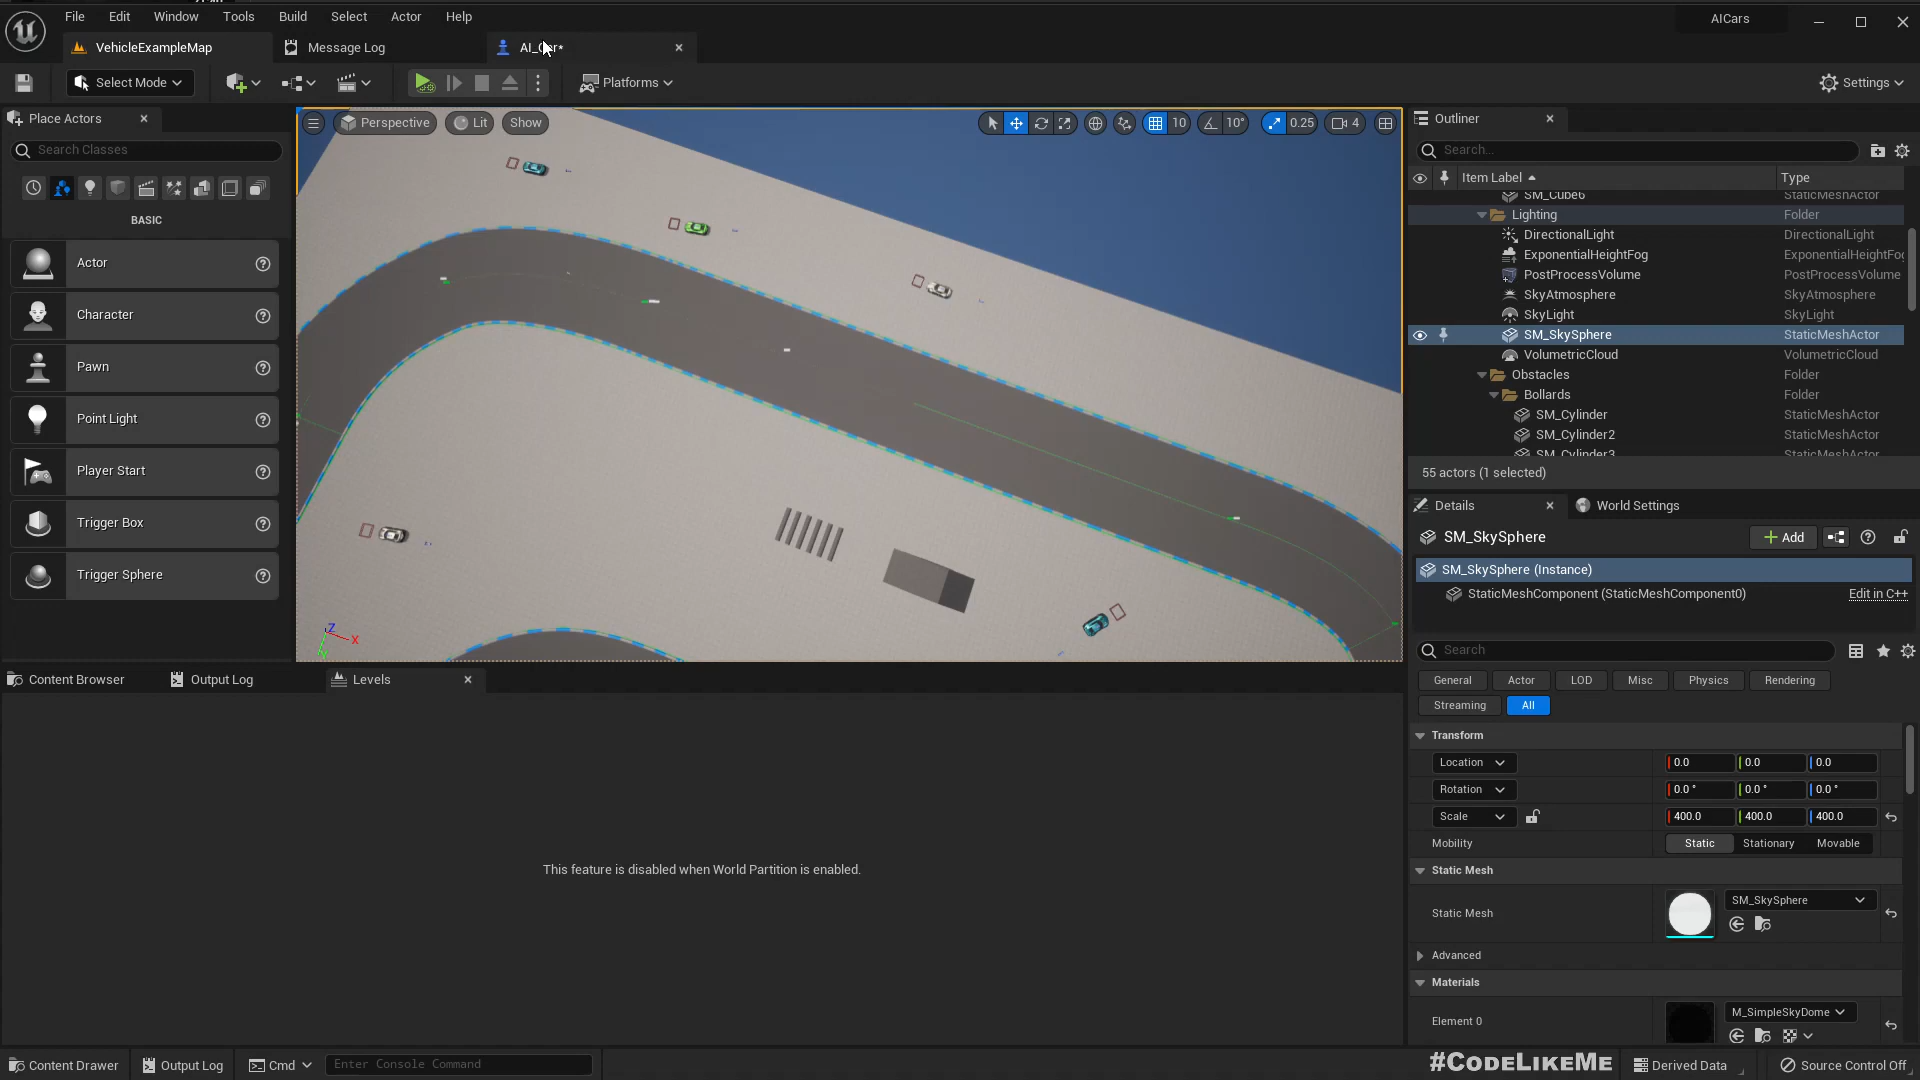 File Edit Window Tools Build Select Actor Help
AICars
VehicleExampleMap
Message Log
Select Mode
Platforms
Settings
Place Actors
Search Classes
BASIC
Actor
Character
Pawn
Point Light
Player Start
Trigger Box
Trigger Sphere
Perspective
Lit
Show
10
10°
0.25
4
Z
X
Y
Outliner
Search...
Item Label
Type
SM_Cube6 StaticMeshActor
Lighting Folder
DirectionalLight DirectionalLight
ExponentialHeightFog ExponentialHeightFog
PostProcessVolume PostProcessVolume
SkyAtmosphere SkyAtmosphere
SkyLight SkyLight
SM_SkySphere StaticMeshActor
VolumetricCloud VolumetricCloud
Obstacles Folder
Bollards Folder
SM_Cylinder StaticMeshActor
SM_Cylinder2 StaticMeshActor
SM_Cylinder3 StaticMeshActor
55 actors (1 selected)
Details
World Settings
SM_SkySphere
Add
SM_SkySphere (Instance)
StaticMeshComponent (StaticMeshComponent0)
Edit in C++
Search
General Actor LOD Misc Physics Rendering
Streaming All
Transform
Location 0.0 0.0 0.0
Rotation 0.0 ° 0.0 ° 0.0 °
Scale 400.0 400.0 400.0
Mobility Static Stationary Movable
Static Mesh
Static Mesh SM_SkySphere
Advanced
Materials
Element 0 M_SimpleSkyDome
Content Browser
Output Log
Levels
This feature is disabled when World Partition is enabled.
Content Drawer
Output Log
Cmd
Enter Console Command
#CODELIKEME
Derived Data
Source Control Off